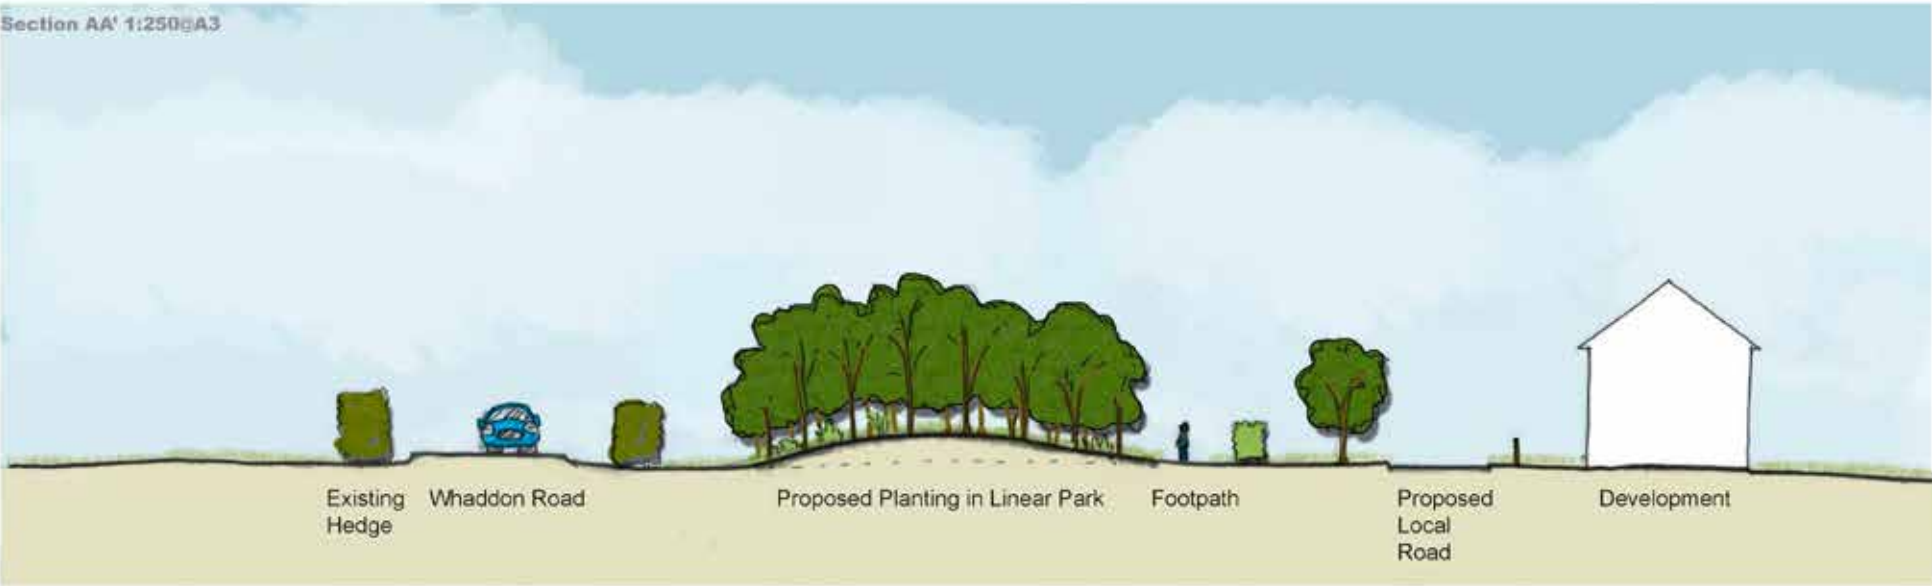 Section AA' 1:250@A3
Existing
Hedge
Whaddon Road
Proposed Planting in Linear Park
Footpath
Proposed
Local
Road
Development